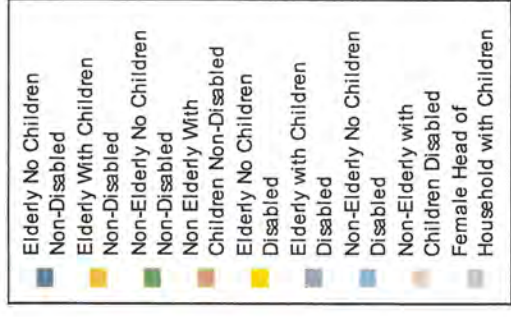 Elderly No Children
Non-Disabled
Elderly With Children
Non-Disabled
Non-Elderly No Children
Non-Disabled
Non Elderly With
Children Non-Disabled
Elderly No Children
Disabled
Elderly with Children
Disabled
Non-Elderly No Children
Disabled
Non-Elderly with
Children Disabled
Female Head of
Household with Children